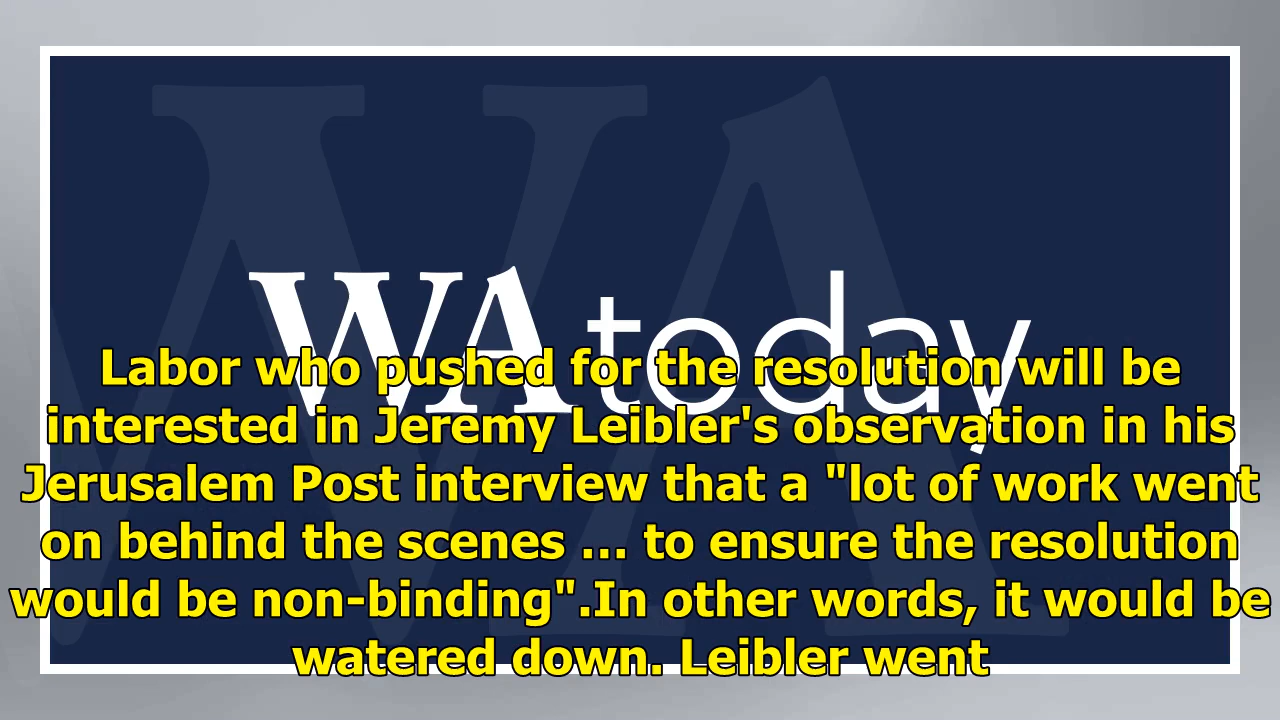 WAtoday
Labor who pushed for the resolution will be
interested in Jeremy Leibler's observation in his
Jerusalem Post interview that a "lot of work went
on behind the scenes ... to ensure the resolution
would be non-binding".In other words, it would be
watered down. Leibler went